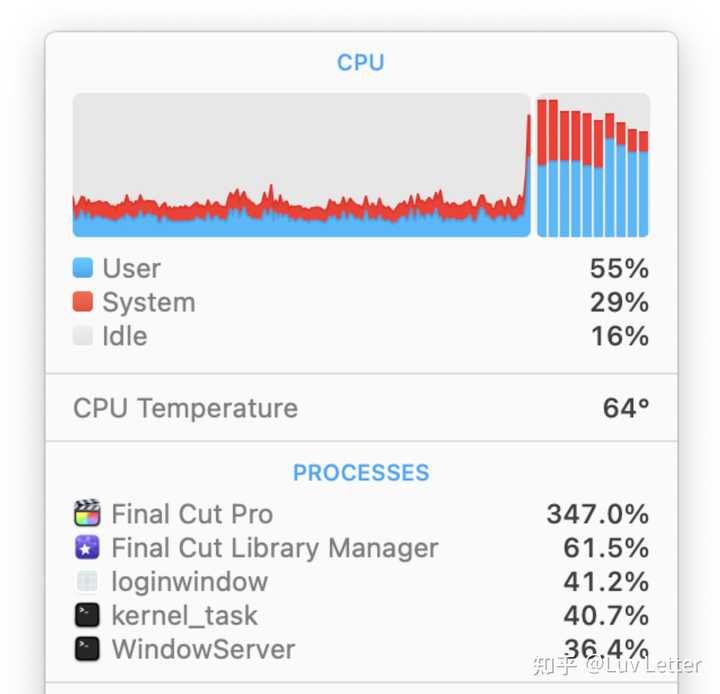 CPU
User 55%
System 29%
Idle 16%
CPU Temperature 64°
PROCESSES
Final Cut Pro 347.0%
Final Cut Library Manager 61.5%
loginwindow 41.2%
kernel_task 40.7%
WindowServer 36.4%
知乎 @Luv Letter